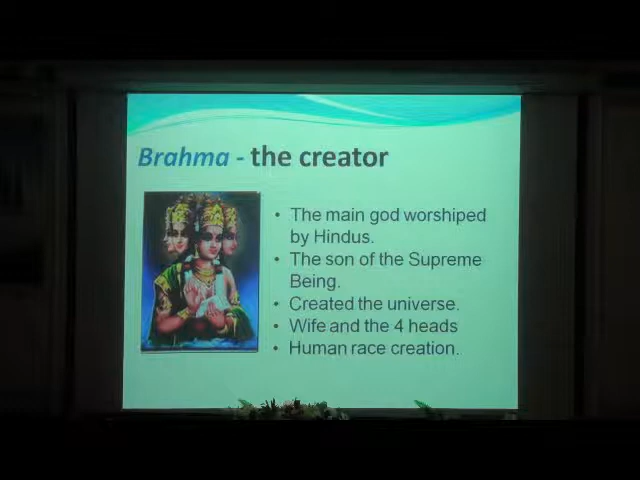 Brahma - the creator
• The main god worshiped
by Hindus.
• The son of the Supreme
Being.
• Created the universe.
• Wife and the 4 heads
• Human race creation.